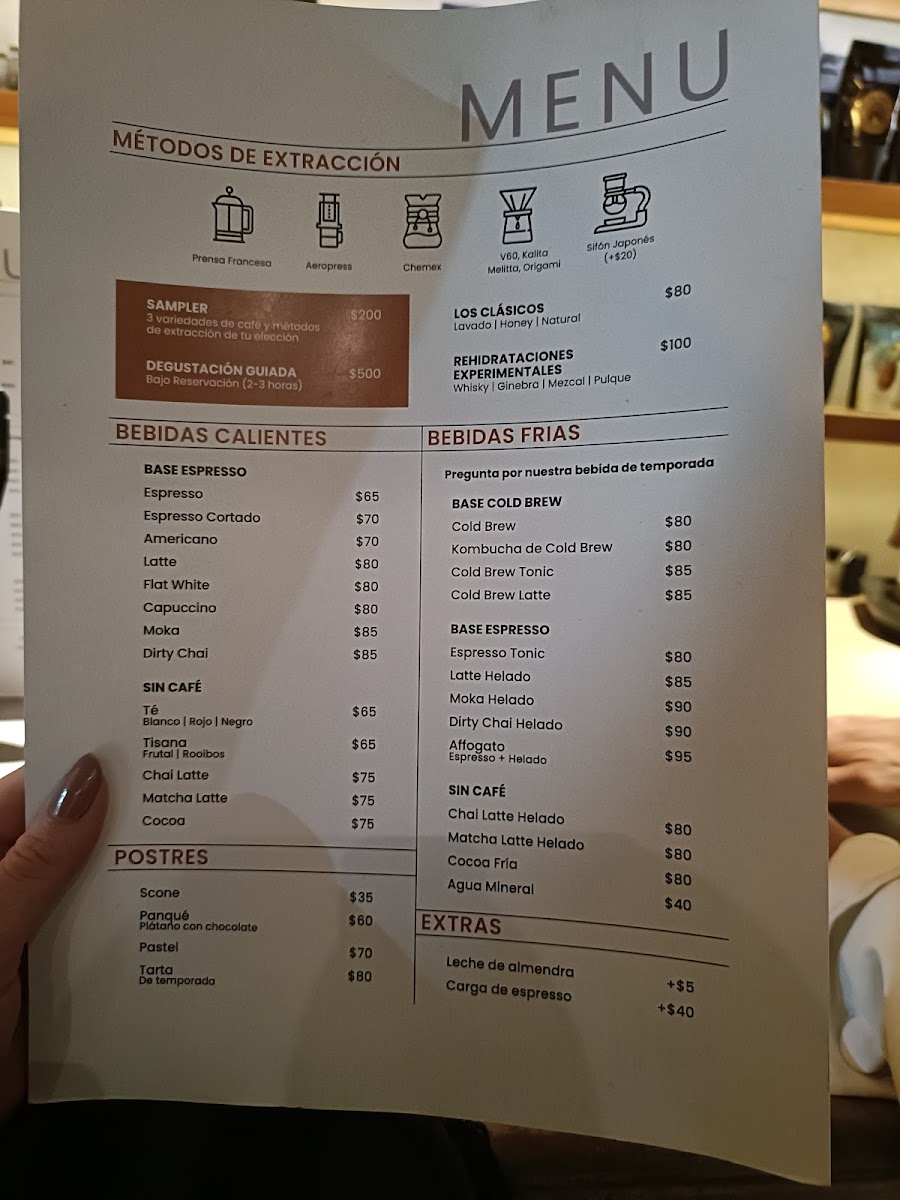 MENU
MÉTODOS DE EXTRACCIÓN
Prensa Francesa
Aeropress
Chemex
V60, Kalita
Melitta, Origami
Sifón Japonés
(+$20)
SAMPLER $200
3 variedades de café y métodos
de extracción de tu elección
DEGUSTACIÓN GUIADA $500
Bajo Reservación (2-3 horas)
LOS CLÁSICOS $80
Lavado | Honey | Natural
REHIDRATACIONES $100
EXPERIMENTALES
Whisky | Ginebra | Mezcal | Pulque
BEBIDAS CALIENTES
BASE ESPRESSO
Espresso $65
Espresso Cortado $70
Americano $70
Latte $80
Flat White $80
Capuccino $80
Moka $85
Dirty Chai $85
SIN CAFÉ
Té $65
Blanco | Rojo | Negro
Tisana $65
Frutal | Rooibos
Chai Latte $75
Matcha Latte $75
Cocoa $75
POSTRES
Scone $35
Panqué $60
Plátano con chocolate
Pastel $70
Tarta $80
De temporada
BEBIDAS FRIAS
Pregunta por nuestra bebida de temporada
BASE COLD BREW
Cold Brew $80
Kombucha de Cold Brew $80
Cold Brew Tonic $85
Cold Brew Latte $85
BASE ESPRESSO
Espresso Tonic $80
Latte Helado $85
Moka Helado $90
Dirty Chai Helado $90
Affogato $95
Espresso + Helado
SIN CAFÉ
Chai Latte Helado $80
Matcha Latte Helado $80
Cocoa Fría $80
Agua Mineral $40
EXTRAS
Leche de almendra +$5
Carga de espresso +$40